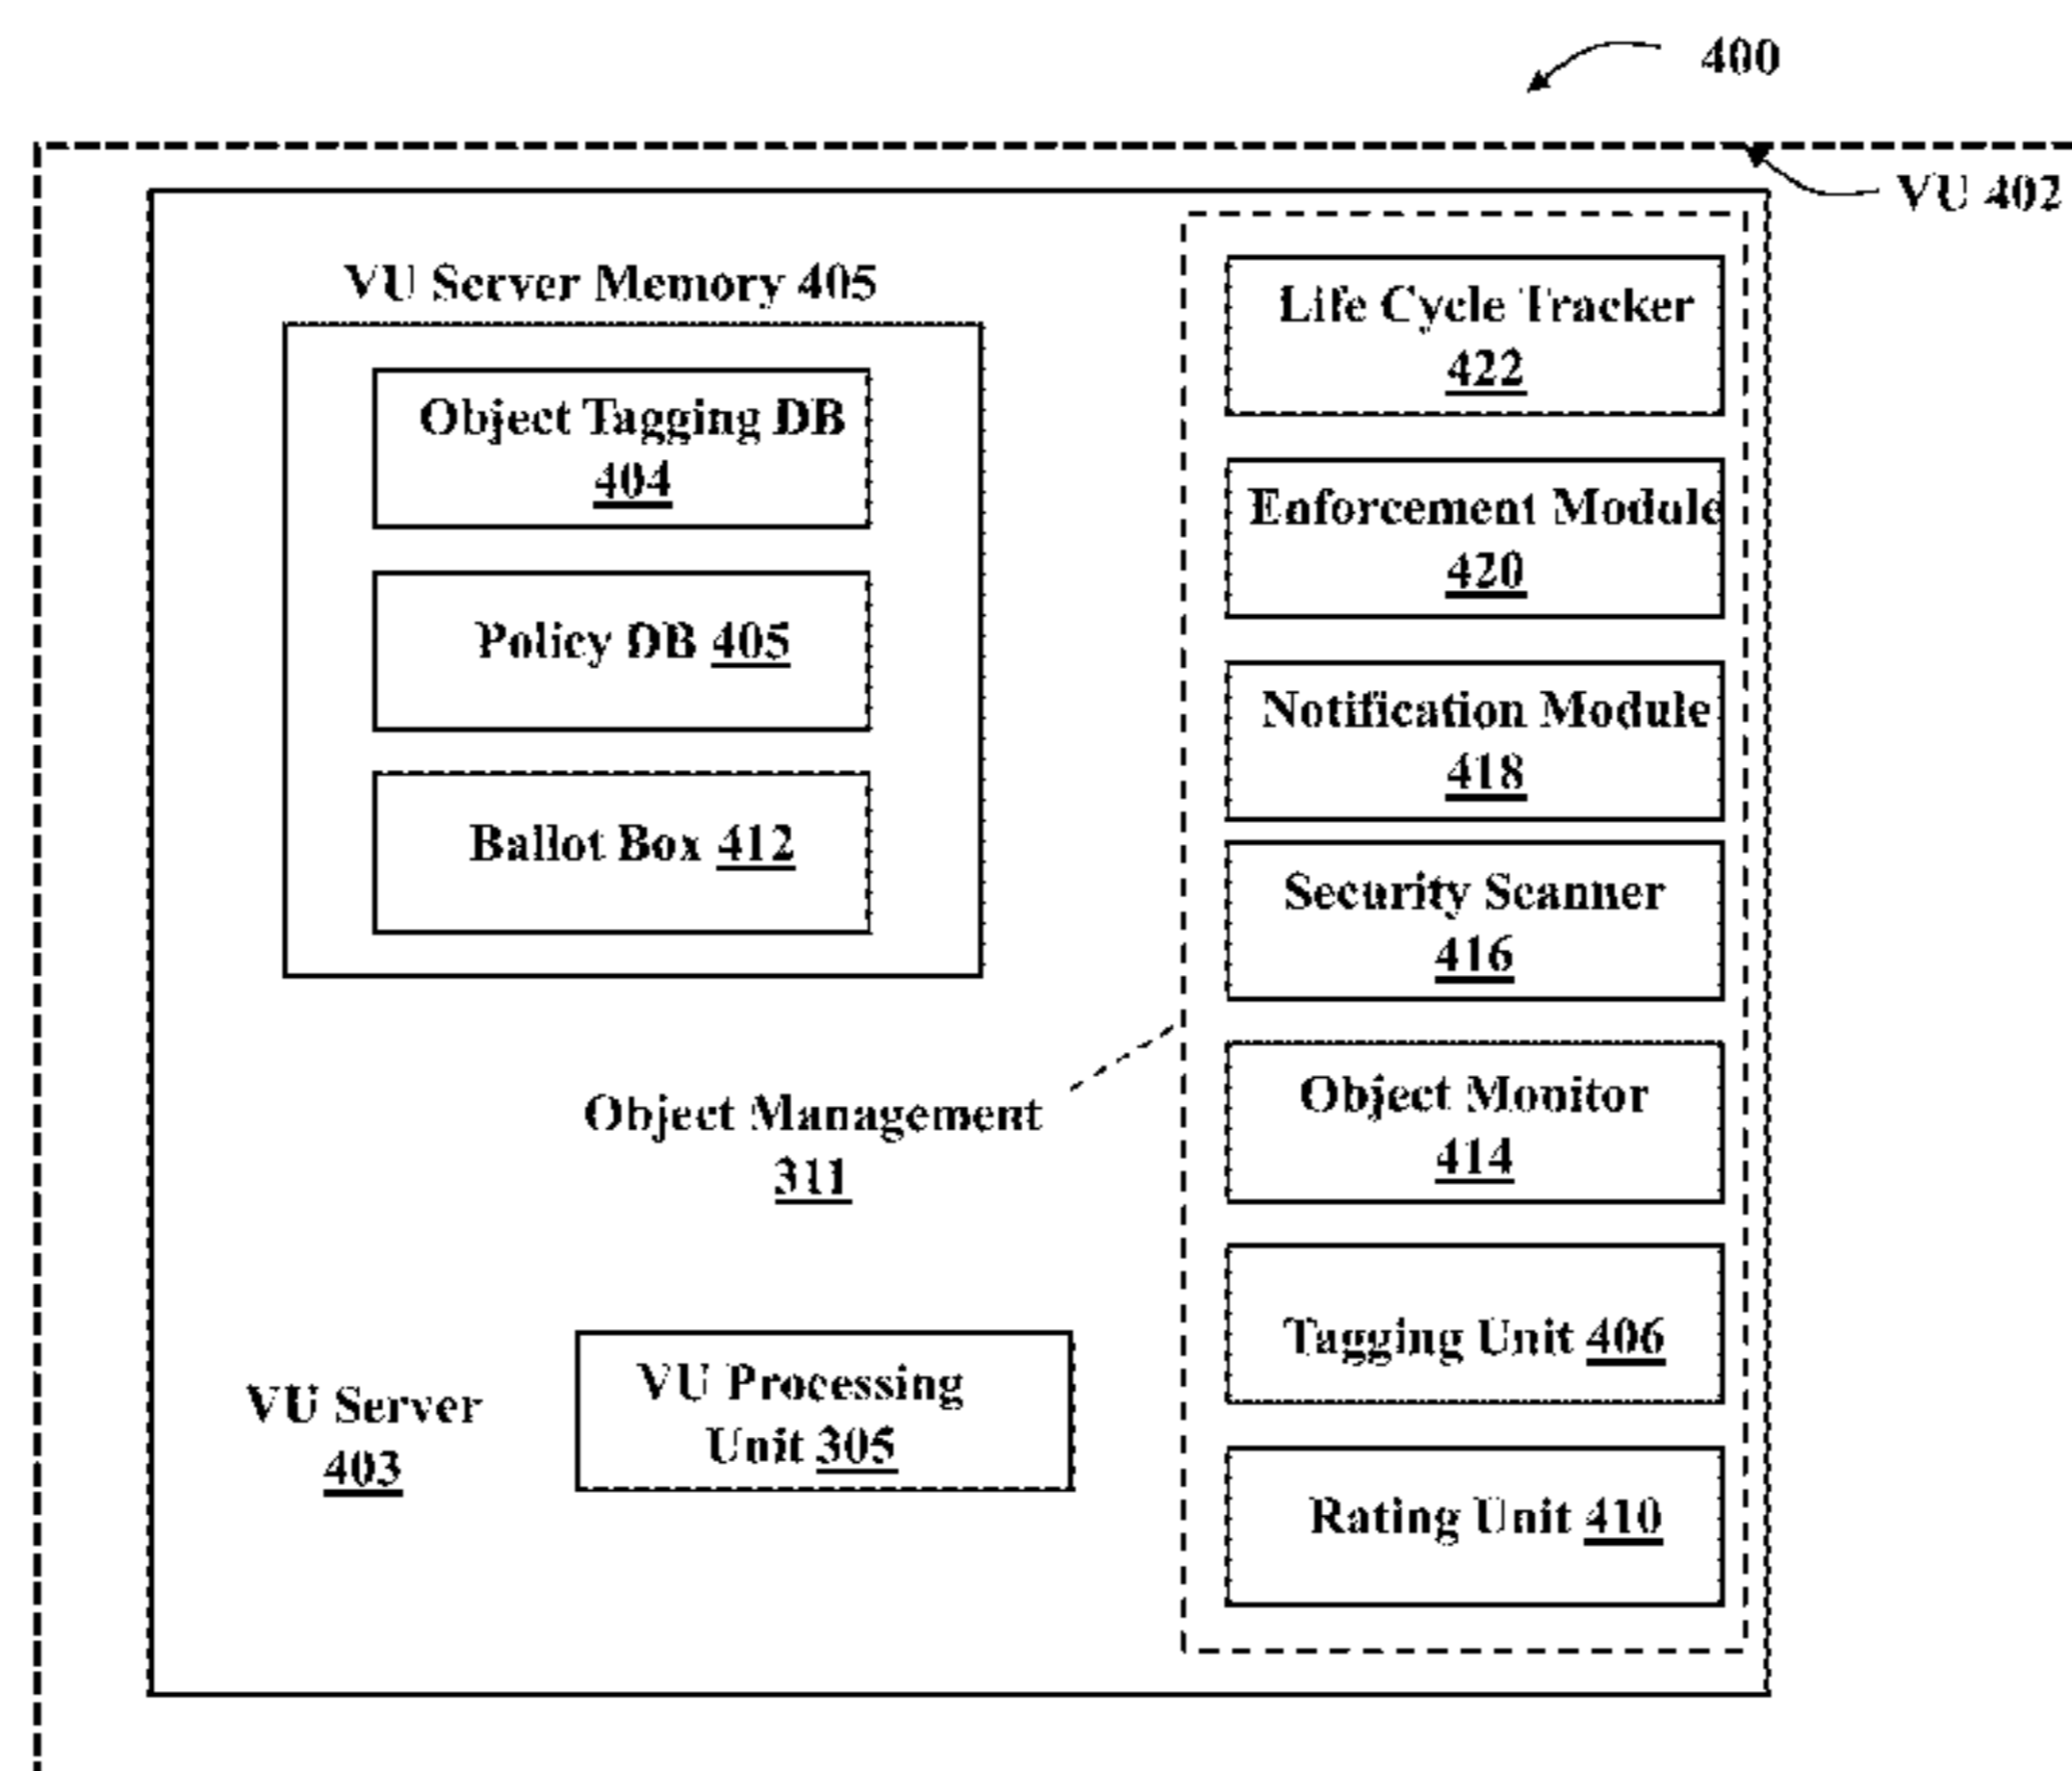 400
VU 402
VU Server Memory 405
Object Tagging DB
404
Policy DB 405
Ballot Box 412
Object Management
311
VU Server
403
VU Processing
Unit 305
Life Cycle Tracker
422
Enforcement Module
420
Notification Module
418
Security Scanner
416
Object Monitor
414
Tagging Unit 406
Rating Unit 410